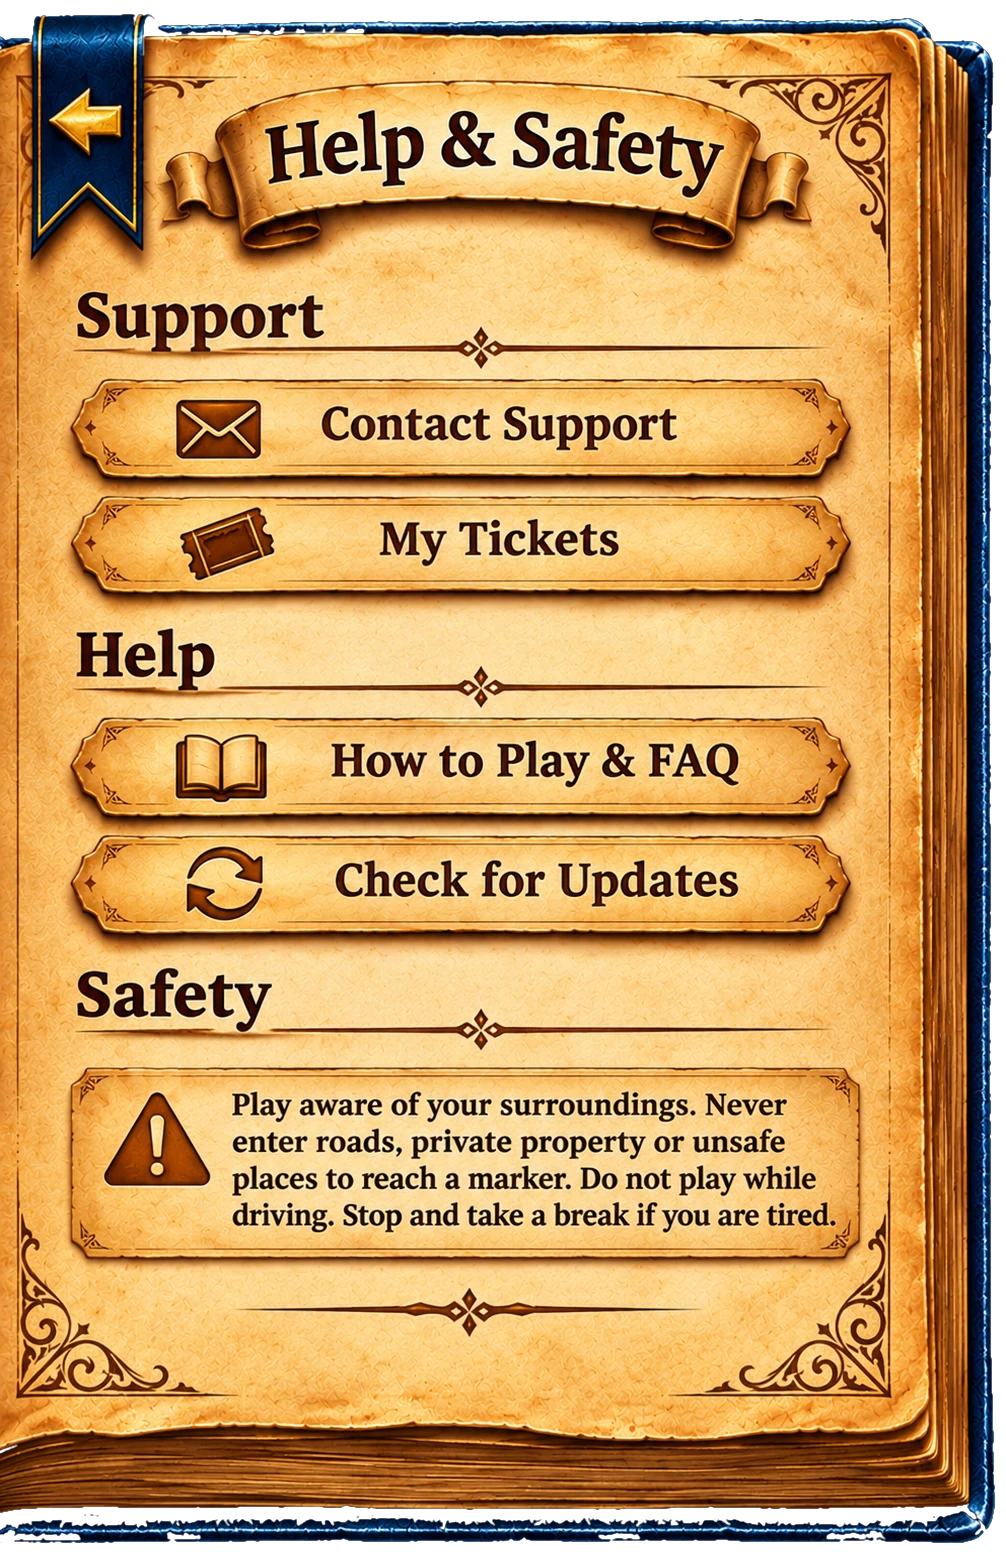 Help & Safety
Support
Contact Support
My Tickets
Help
How to Play & FAQ
Check for Updates
Safety
Play aware of your surroundings. Never
enter roads, private property or unsafe
places to reach a marker. Do not play while
driving. Stop and take a break if you are tired.